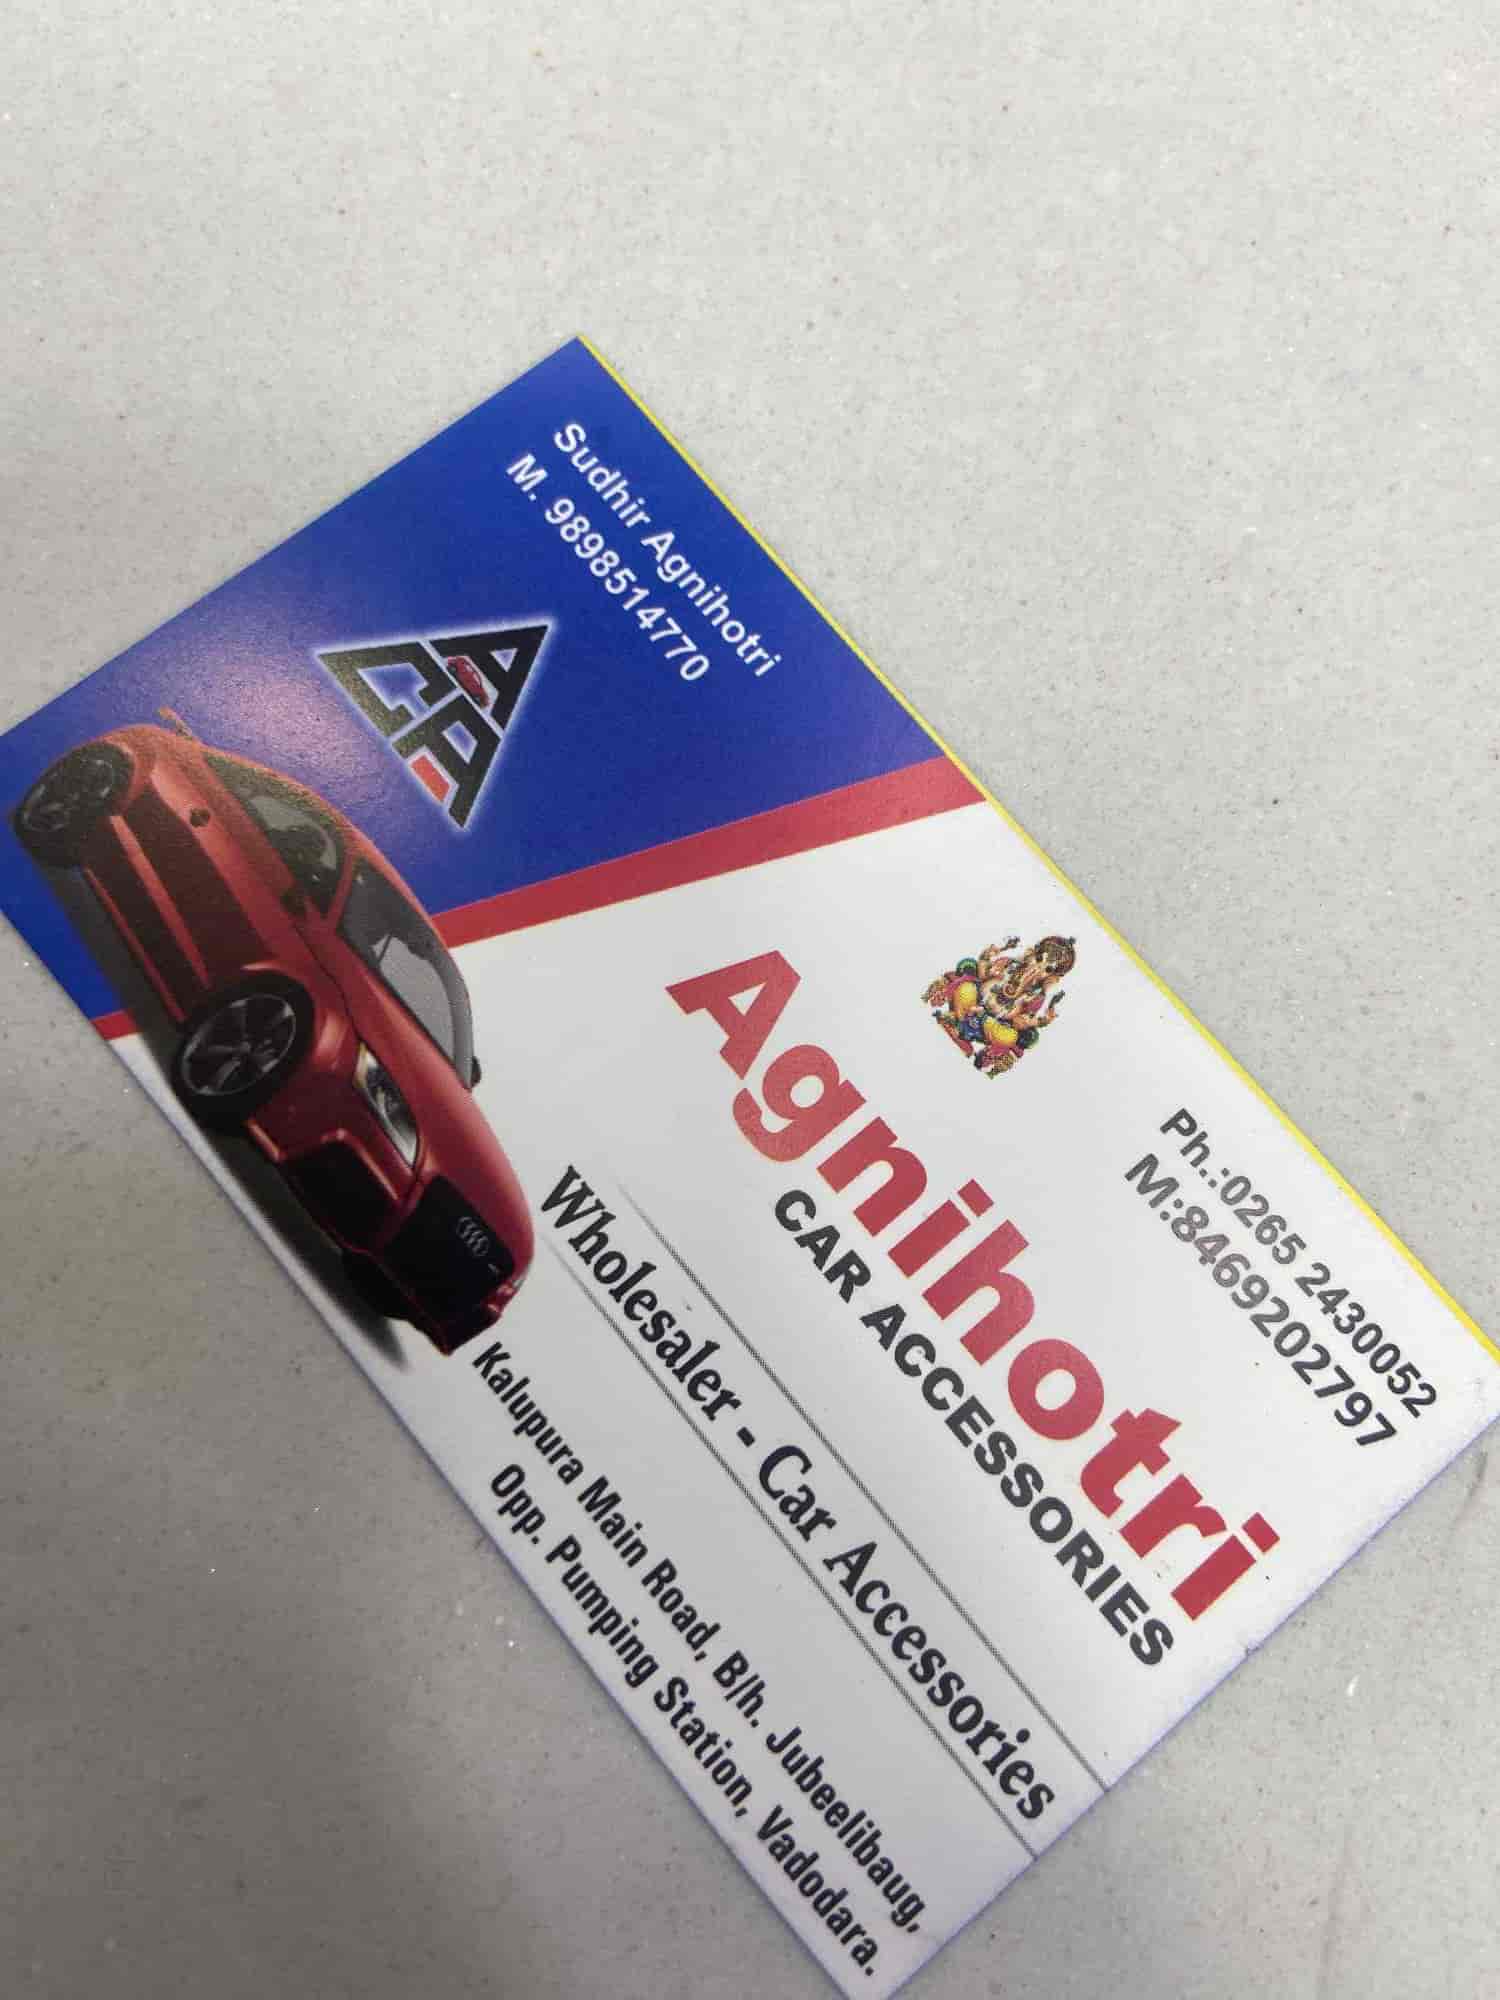 Sudhir Agnihotri
M. 9898514770
ACA
Ph.:0265 2430052
M:8469202797
Agnihotri
CAR ACCESSORIES
Wholesaler - Car Accessories
Kalupura Main Road, B/h. Jubeelibaug,
Opp. Pumping Station, Vadodara.